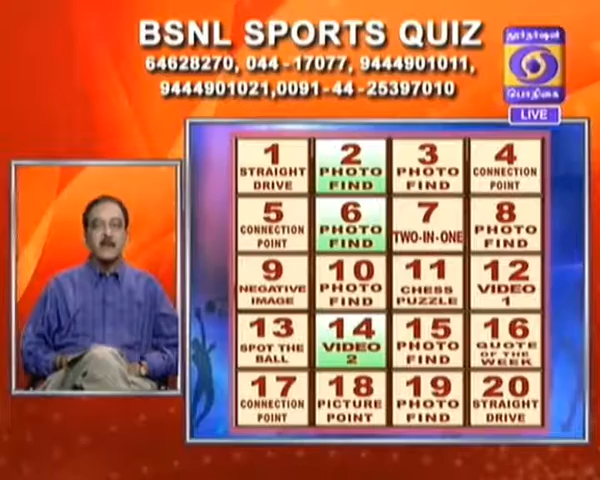 BSNL SPORTS QUIZ
64628270, 044-17077, 9444901011,
9444901021,0091-44-25397010
தூர்தர்ஷன்
பொதிகை
LIVE
1 2 3 4
STRAIGHT DRIVE PHOTO FIND PHOTO FIND CONNECTION POINT
5 6 7 8
CONNECTION POINT PHOTO FIND TWO-IN-ONE PHOTO FIND
9 10 11 12
NEGATIVE IMAGE PHOTO FIND CHESS PUZZLE VIDEO 1
13 14 15 16
SPOT THE BALL VIDEO 2 PHOTO FIND QUOTE OF THE WEEK
17 18 19 20
CONNECTION POINT PICTURE POINT PHOTO FIND STRAIGHT DRIVE